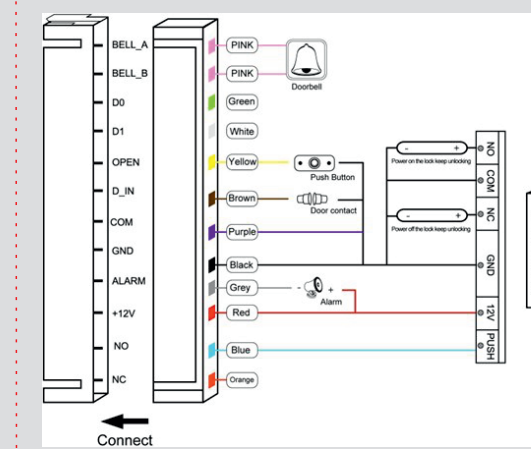 BELL_A
BELL_B
D0
D1
OPEN
D_IN
COM
GND
ALARM
+12V
NO
NC
Connect
PINK
PINK
Green
White
Yellow
Brown
Purple
Black
Grey
Red
Blue
Orange
Doorbell
Push Button
Door contact
- +
Alarm
- +
Power on the lock keep unlocking
- +
Power off the lock keep unlocking
NO
COM
NC
GND
12V
PUSH